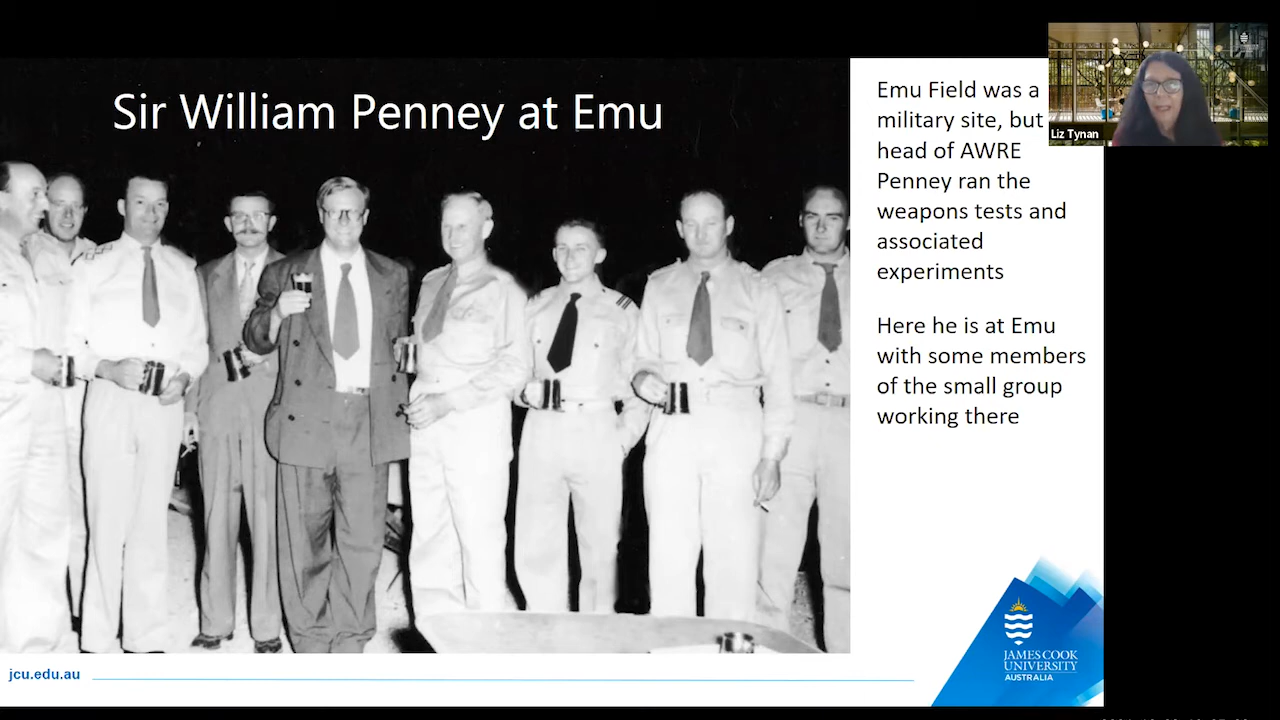 Sir William Penney at Emu
Emu Field was a
military site, but
head of AWRE
Penney ran the
weapons tests and
associated
experiments
Here he is at Emu
with some members
of the small group
working there
Liz Tynan
jcu.edu.au
JAMES COOK
UNIVERSITY
AUSTRALIA